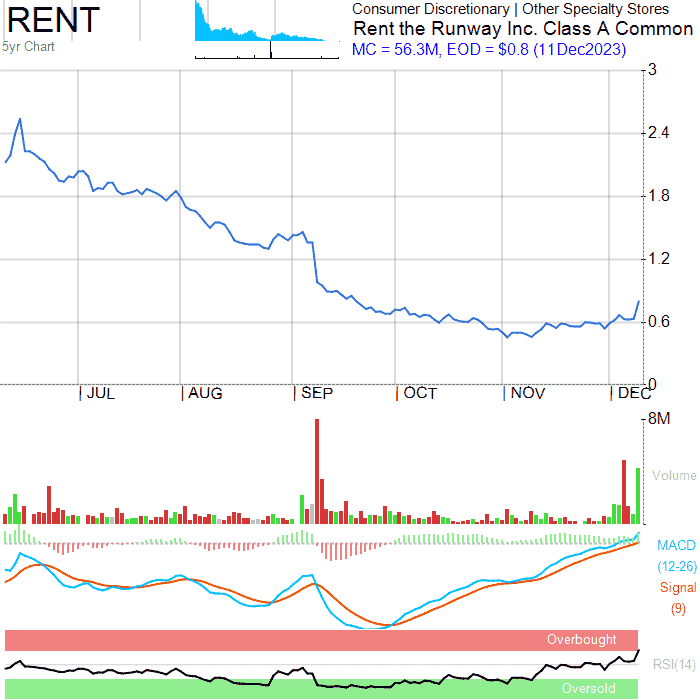 RENT
5yr Chart
Consumer Discretionary | Other Specialty Stores
Rent the Runway Inc. Class A Common
MC = 56.3M, EOD = $0.8 (11Dec2023)
3
2.4
1.8
1.2
0.6
0
JUL AUG SEP OCT NOV DEC
8M
Volume
MACD
(12-26)
Signal
(9)
Overbought
RSI(14)
Oversold